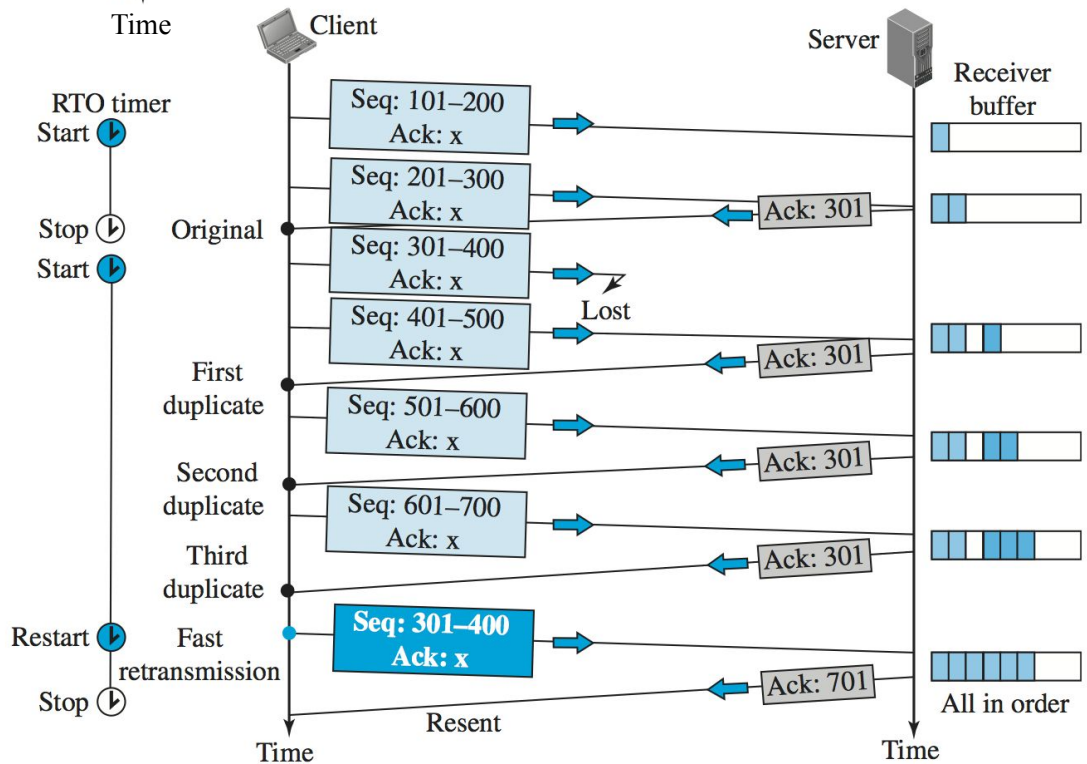 Time
Client
Server
Receiver
buffer
RTO timer
Start
Seq: 101–200
Ack: x
Seq: 201–300
Ack: x
Ack: 301
Stop
Original
Start
Seq: 301–400
Ack: x
Lost
Seq: 401–500
Ack: x
Ack: 301
First
duplicate
Seq: 501–600
Ack: x
Ack: 301
Second
duplicate
Seq: 601–700
Ack: x
Ack: 301
Third
duplicate
Restart
Fast
retransmission
Seq: 301–400
Ack: x
Ack: 701
Stop
Resent
All in order
Time
Time